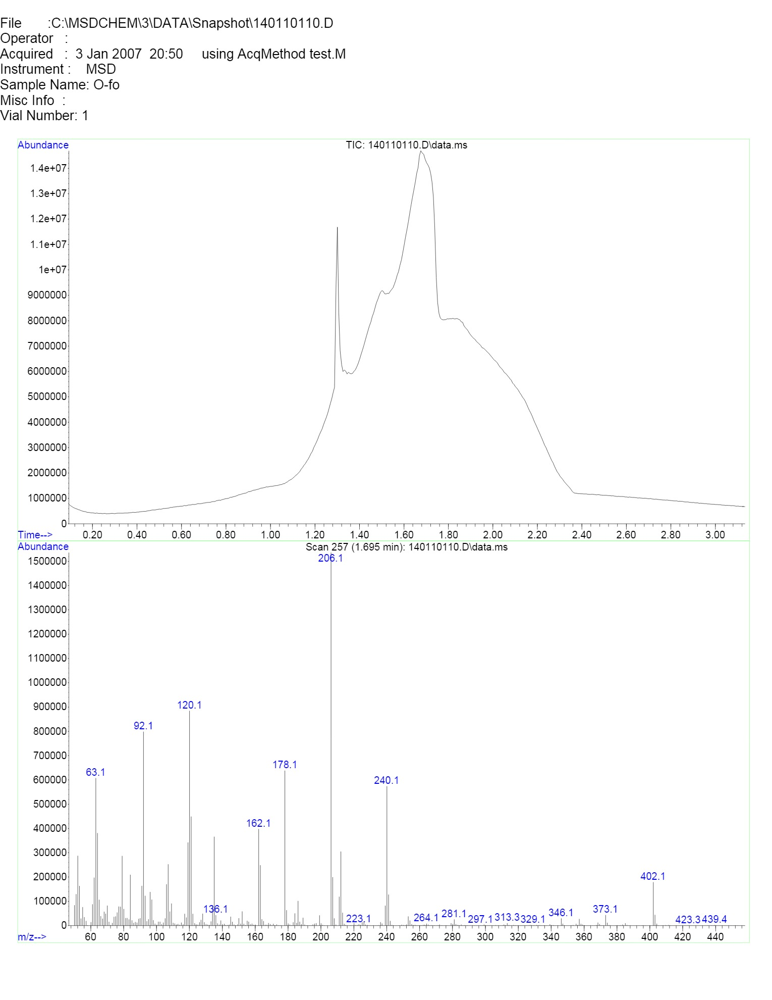 File :C:\MSDCHEM\3\DATA\Snapshot\140110110.D
Operator :
Acquired : 3 Jan 2007 20:50 using AcqMethod test.M
Instrument : MSD
Sample Name: O-fo
Misc Info :
Vial Number: 1
Abundance
TIC: 140110110.D\data.ms
1.4e+07
1.3e+07
1.2e+07
1.1e+07
1e+07
9000000
8000000
7000000
6000000
5000000
4000000
3000000
2000000
1000000
0
0.20 0.40 0.60 0.80 1.00 1.20 1.40 1.60 1.80 2.00 2.20 2.40 2.60 2.80 3.00
Time-->
Abundance
Scan 257 (1.695 min): 140110110.D\data.ms
206.1
1500000
1400000
1300000
1200000
1100000
1000000
900000
120.1
800000
92.1
700000
63.1
178.1
600000
240.1
500000
400000
162.1
300000
200000
402.1
100000
136.1
223.1 264.1 281.1 297.1 313.3 329.1 346.1 373.1 423.3 439.4
0
60 80 100 120 140 160 180 200 220 240 260 280 300 320 340 360 380 400 420 440
m/z-->